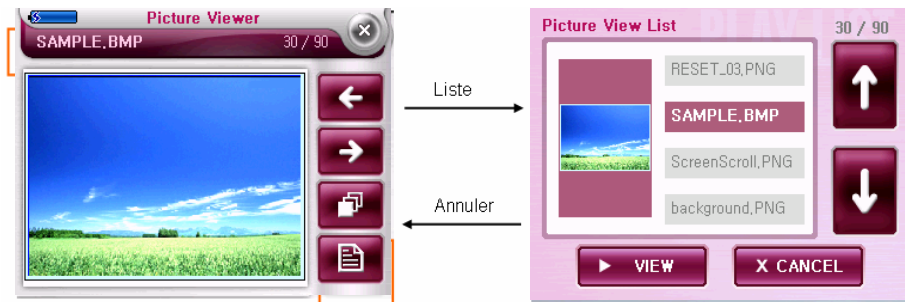 Picture Viewer
SAMPLE.BMP 30 / 90
Liste
Annuler
Picture View List 30 / 90
RESET_03.PNG
SAMPLE.BMP
ScreenScroll.PNG
background.PNG
VIEW X CANCEL